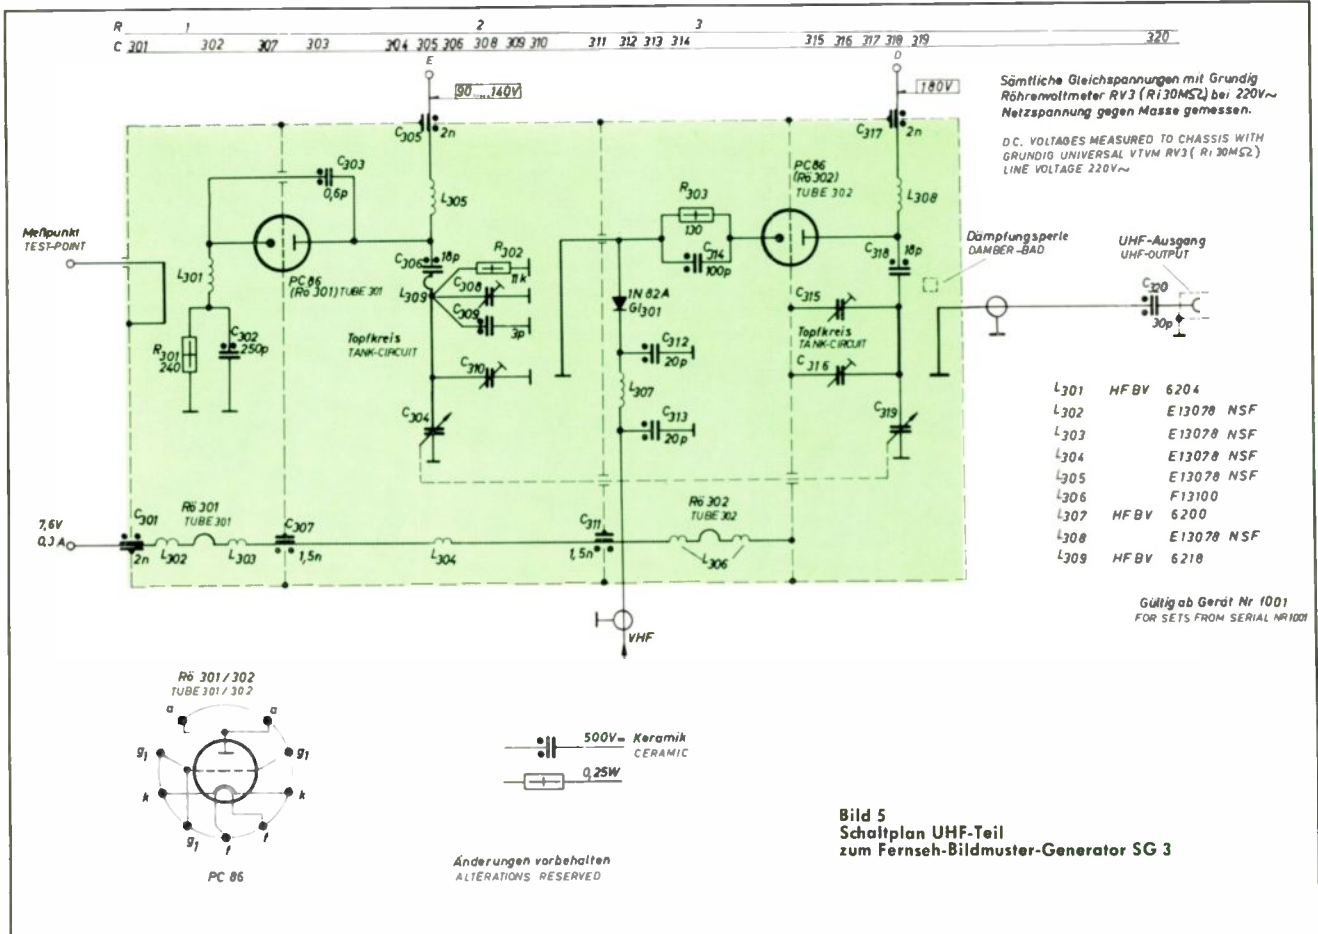 R 1 2 3
C 301 302 307 303 304 305 306 308 309 310 311 312 313 314 315 316 317 318 319 320
E
D
90....140V
180V
Sämtliche Gleichspannungen mit Grundig
Röhrenvoltmeter RV3 (Ri 30MΩ) bei 220V~
Netzspannung gegen Masse gemessen.
D.C. VOLTAGES MEASURED TO CHASSIS WITH
GRUNDIG UNIVERSAL VTVM RV3 ( Ri 30MΩ)
LINE VOLTAGE 220V~
C305 2n
C317 2n
C303
0,6p
L305
PC86
(Rö302)
TUBE 302
R303
130
L308
Meßpunkt
TEST-POINT
L301
PC86
(Rö 301) TUBE 301
C306 18p
R302
11k
C308
L309
C309
3p
C314
100p
C318 18p
Dämpfungsperle
DAMBER-BAD
UHF-Ausgang
UHF-OUTPUT
C320
30p
1N 82A
Gl301
C315
C302
250p
R301
240
Topfkreis
TANK-CIRCUIT
C312
20p
Topfkreis
TANK-CIRCUIT
C310
L307
C316
C304
C313
20p
C319
L301 HF BV 6204
L302 E13078 NSF
L303 E13078 NSF
L304 E13078 NSF
L305 E13078 NSF
L306 F13100
L307 HF BV 6200
L308 E13078 NSF
L309 HF BV 6218
7,6V
0,3A
C301
2n
Rö 301
TUBE 301
L302
L303
C307
1,5n
L304
C311
1,5n
Rö 302
TUBE 302
L306
VHF
Gültig ab Gerät Nr 1001
FOR SETS FROM SERIAL NR1001
Rö 301/302
TUBE 301/302
a a
g1 g1
k k
g1 f f
PC 86
500V= Keramik
CERAMIC
0,25W
Änderungen vorbehalten
ALTERATIONS RESERVED
Bild 5
Schaltplan UHF-Teil
zum Fernseh-Bildmuster-Generator SG 3